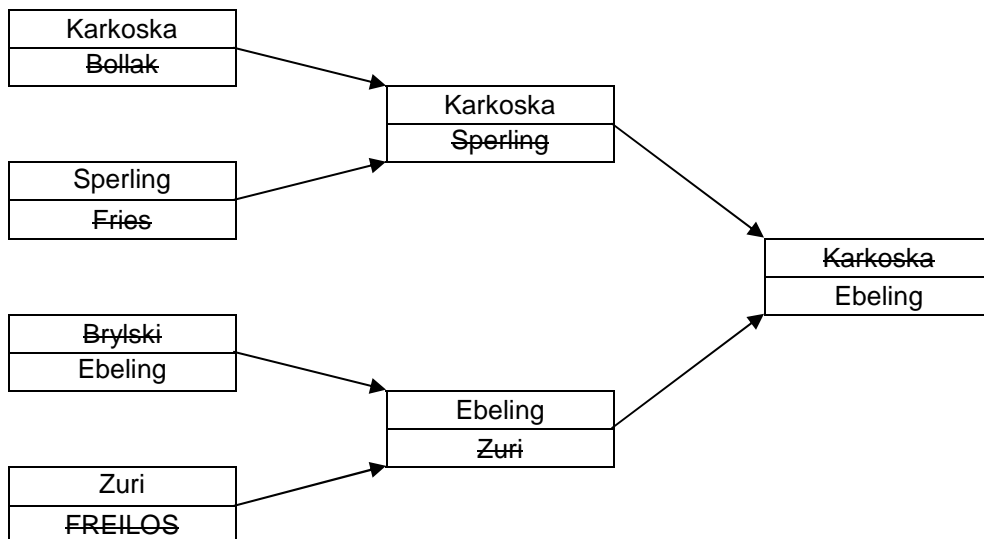 Karkoska
Bollak
Sperling
Fries
Brylski
Ebeling
Zuri
FREILOS
Karkoska
Sperling
Ebeling
Zuri
Karkoska
Ebeling